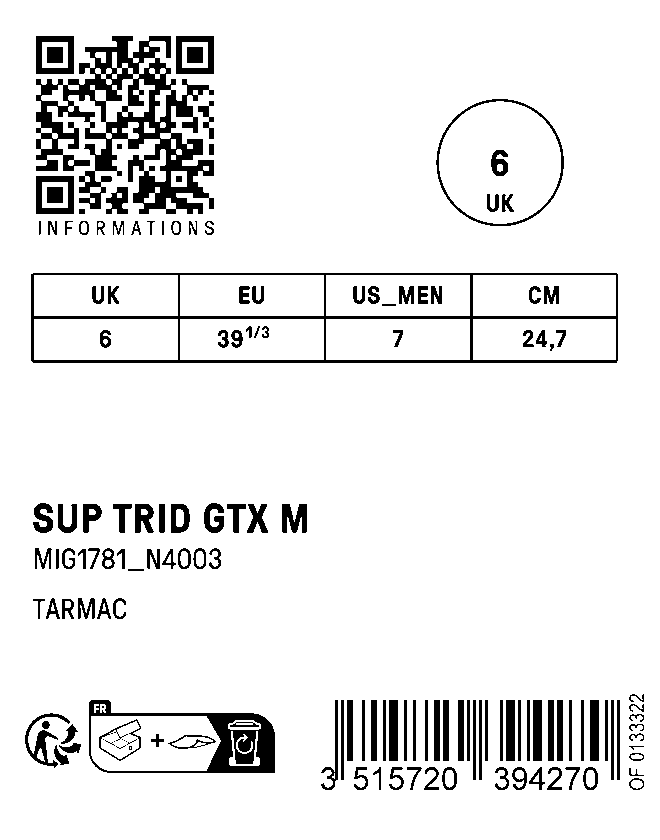 INFORMATIONS
6
UK
UK EU US_MEN CM
6 39 1/3 7 24,7
SUP TRID GTX M
MIG1781_N4003
TARMAC
FR
3 515720 394270
OF 0133322